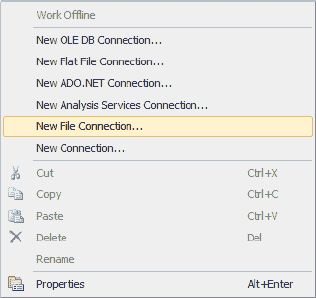 Work Offline
New OLE DB Connection...
New Flat File Connection...
New ADO.NET Connection...
New Analysis Services Connection...
New File Connection...
New Connection...
Cut Ctrl+X
Copy Ctrl+C
Paste Ctrl+V
Delete Del
Rename
Properties Alt+Enter